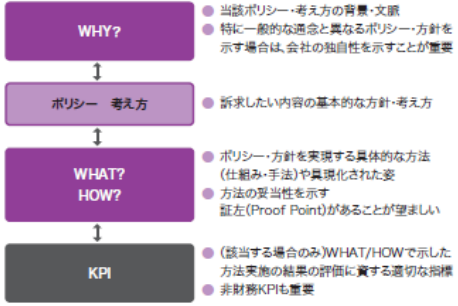 WHY?
● 当該ポリシー・考え方の背景・文脈
● 特に一般的な通念と異なるポリシー・方針を
示す場合は、会社の独自性を示すことが重要
ポリシー 考え方
● 訴求したい内容の基本的な方針・考え方
WHAT?
HOW?
● ポリシー・方針を実現する具体的な方法
(仕組み・手法)や具現化された姿
● 方法の妥当性を示す
証左(Proof Point)があることが望ましい
KPI
● (該当する場合のみ)WHAT/HOWで示した
方法実施の結果の評価に資する適切な指標
● 非財務KPIも重要